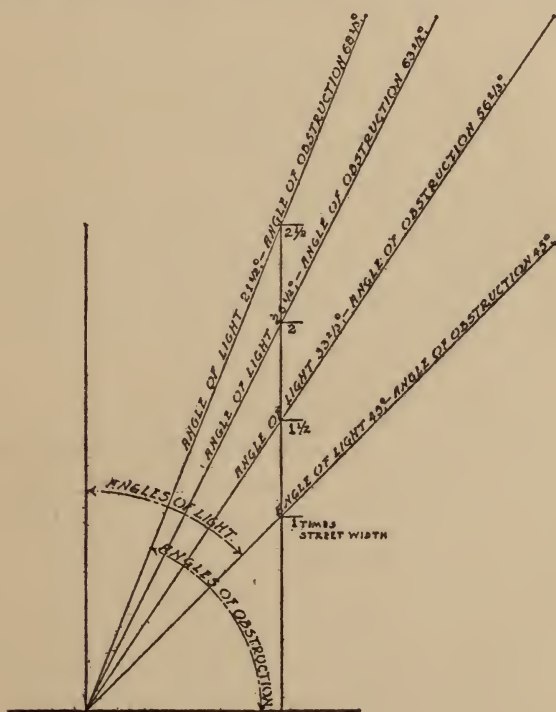 ANGLE OF LIGHT 21 1/2°,- ANGLE OF OBSTRUCTION 68 1/2°
ANGLE OF LIGHT 26 1/2°,- ANGLE OF OBSTRUCTION 63 1/2°
ANGLE OF LIGHT 33 1/3°,- ANGLE OF OBSTRUCTION 56 2/3°
ANGLE OF LIGHT 45°,- ANGLE OF OBSTRUCTION 45°
2 1/2
2
1 1/2
1 TIMES
STREET WIDTH
ANGLES OF LIGHT
ANGLES OF OBSTRUCTION